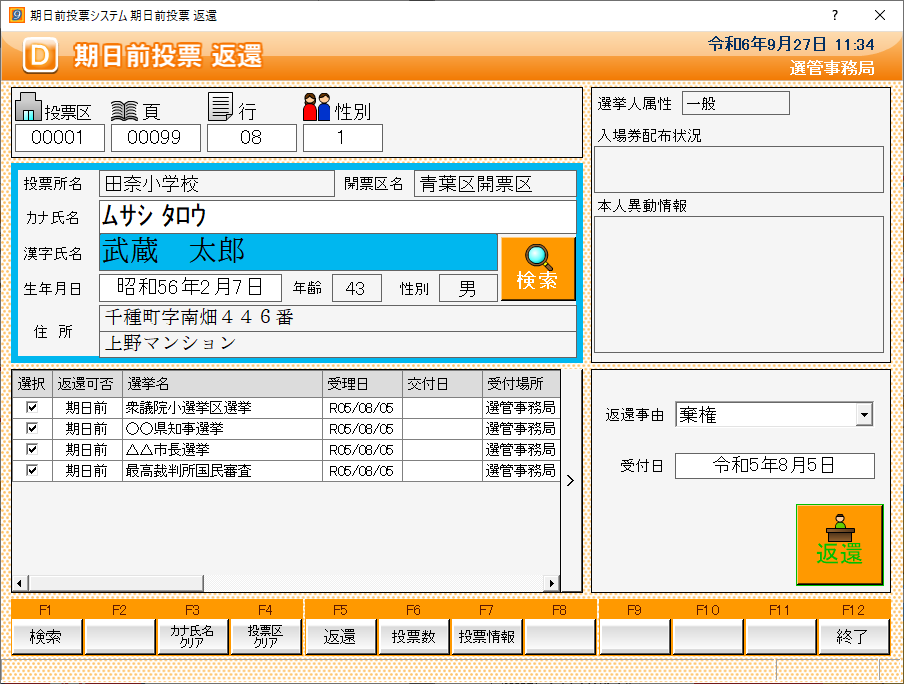 期日前投票システム 期日前投票 返還
D 期日前投票 返還
令和6年9月27日 11:34
選管事務局
投票区 頁 行 性別
00001 00099 08 1
投票所名 田奈小学校 開票区名 青葉区開票区
カナ氏名 ムサシ タロウ
漢字氏名 武蔵　太郎
検索
生年月日 昭和56年2月7日 年齢 43 性別 男
住 所 千種町字南畑４４６番
上野マンション
選挙人属性 一般
入場券配布状況
本人異動情報
選択 返還可否 選挙名 受理日 交付日 受付場所
期日前 衆議院小選挙区選挙 R05/08/05 選管事務局
期日前 〇〇県知事選挙 R05/08/05 選管事務局
期日前 △△市長選挙 R05/08/05 選管事務局
期日前 最高裁判所国民審査 R05/08/05 選管事務局
返還事由 棄権
受付日 令和5年8月5日
返還
F1 F2 F3 F4 F5 F6 F7 F8 F9 F10 F11 F12
検索 カナ氏名 クリア 投票区 クリア 返還 投票数 投票情報 終了